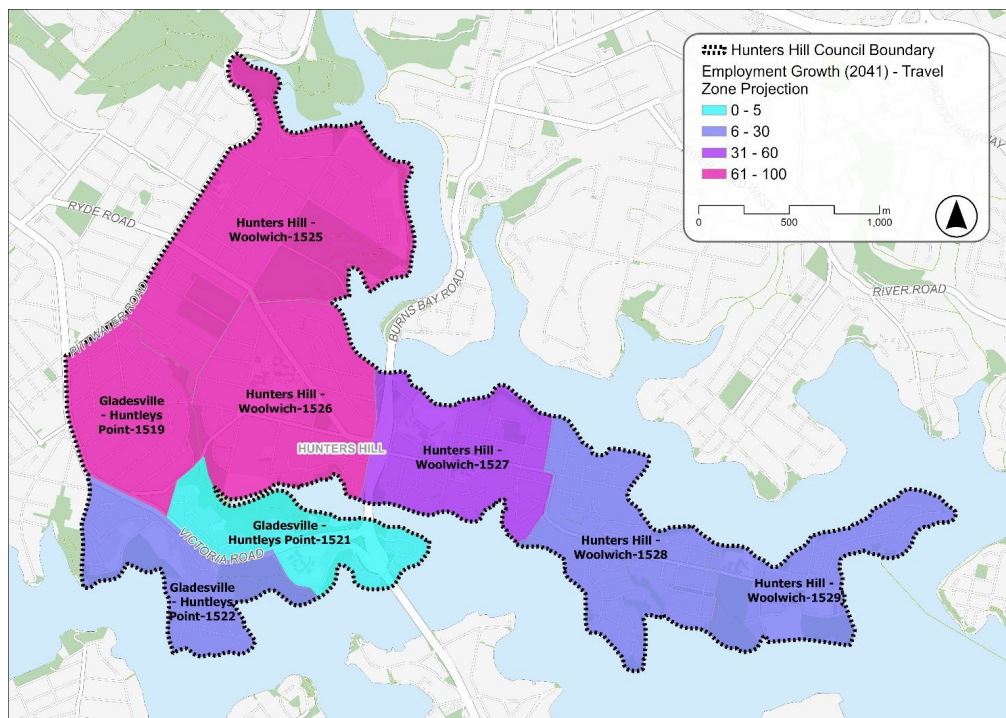 Hunters Hill Council Boundary
Employment Growth (2041) - Travel
Zone Projection
0 - 5
6 - 30
31 - 60
61 - 100
0 500 1,000 m
RYDE ROAD
PITTWATER ROAD
BURNS BAY ROAD
RIVER ROAD
Hunters Hill -
Woolwich-1525
Gladesville
- Huntleys
Point-1519
Hunters Hill -
Woolwich-1526
HUNTERS HILL
Hunters Hill -
Woolwich-1527
Gladesville -
Huntleys Point-1521
VICTORIA ROAD
Hunters Hill -
Woolwich-1528
Gladesville
- Huntleys
Point-1522
Hunters Hill -
Woolwich-1529